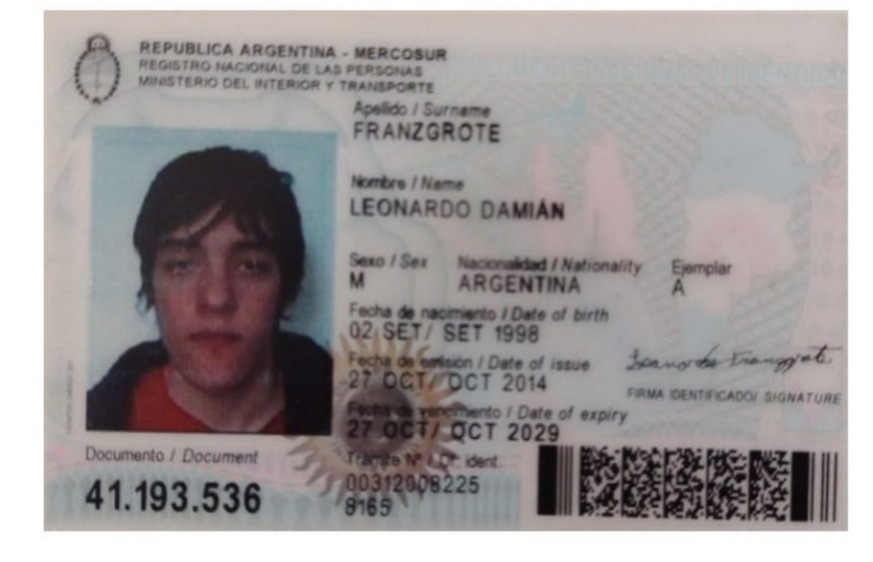 REPUBLICA ARGENTINA - MERCOSUR
REGISTRO NACIONAL DE LAS PERSONAS
MINISTERIO DEL INTERIOR Y TRANSPORTE
Apellido / Surname
FRANZGROTE
Nombre / Name
LEONARDO DAMIÁN
Sexo / Sex Nacionalidad / Nationality Ejemplar
M ARGENTINA A
Fecha de nacimiento / Date of birth
02 SET/ SET 1998
Fecha de emisión / Date of issue
27 OCT/ OCT 2014
FIRMA IDENTIFICADO/ SIGNATURE
Fecha de vencimiento / Date of expiry
27 OCT/ OCT 2029
Documento / Document
41.193.536
Trámite N° / Of. ident.
00312008225
8165